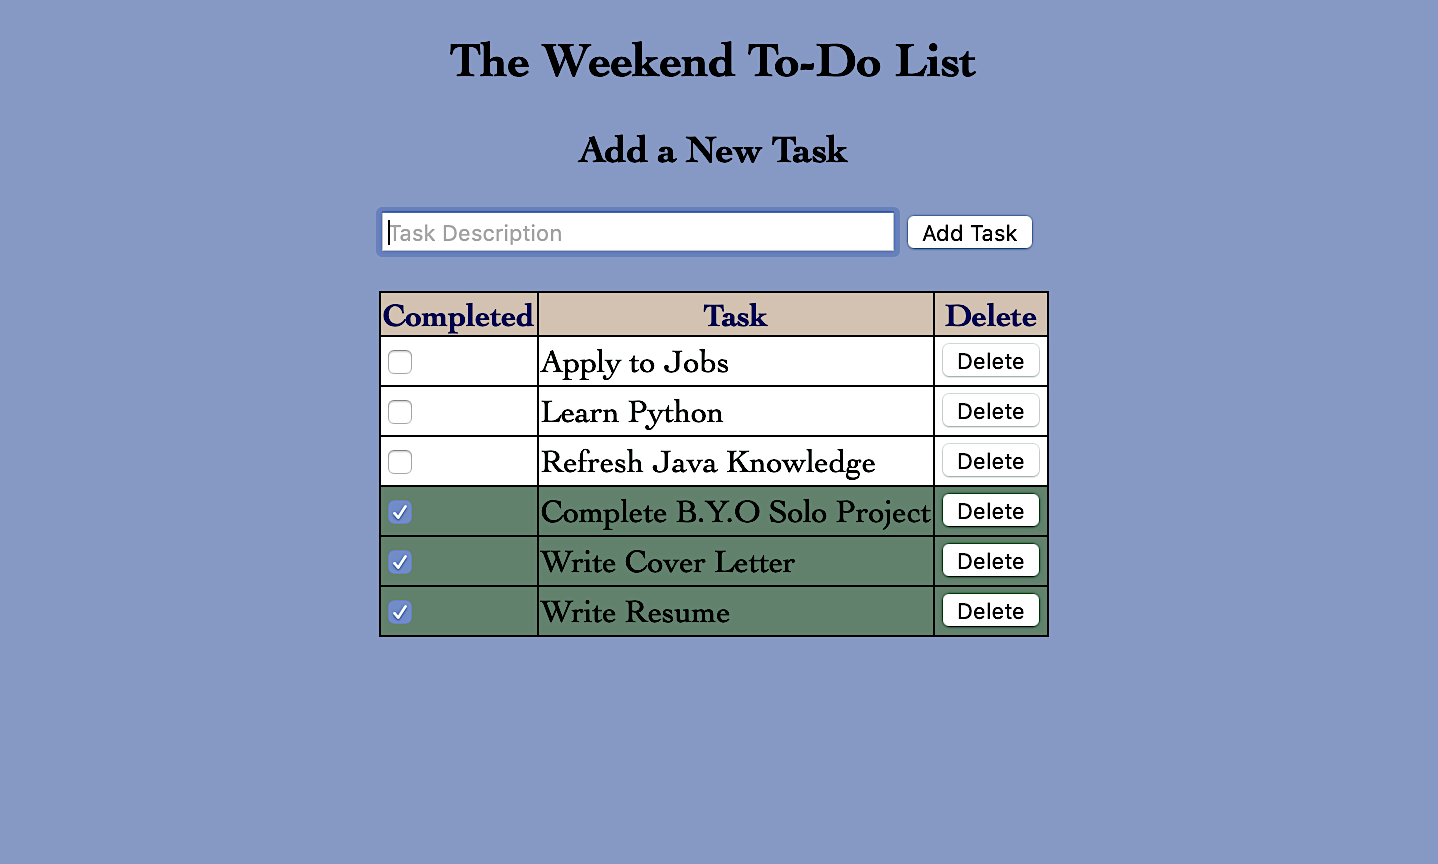 The Weekend To-Do List
Add a New Task
Task Description Add Task
Completed Task Delete
Apply to Jobs Delete
Learn Python Delete
Refresh Java Knowledge Delete
Complete B.Y.O Solo Project Delete
Write Cover Letter Delete
Write Resume Delete